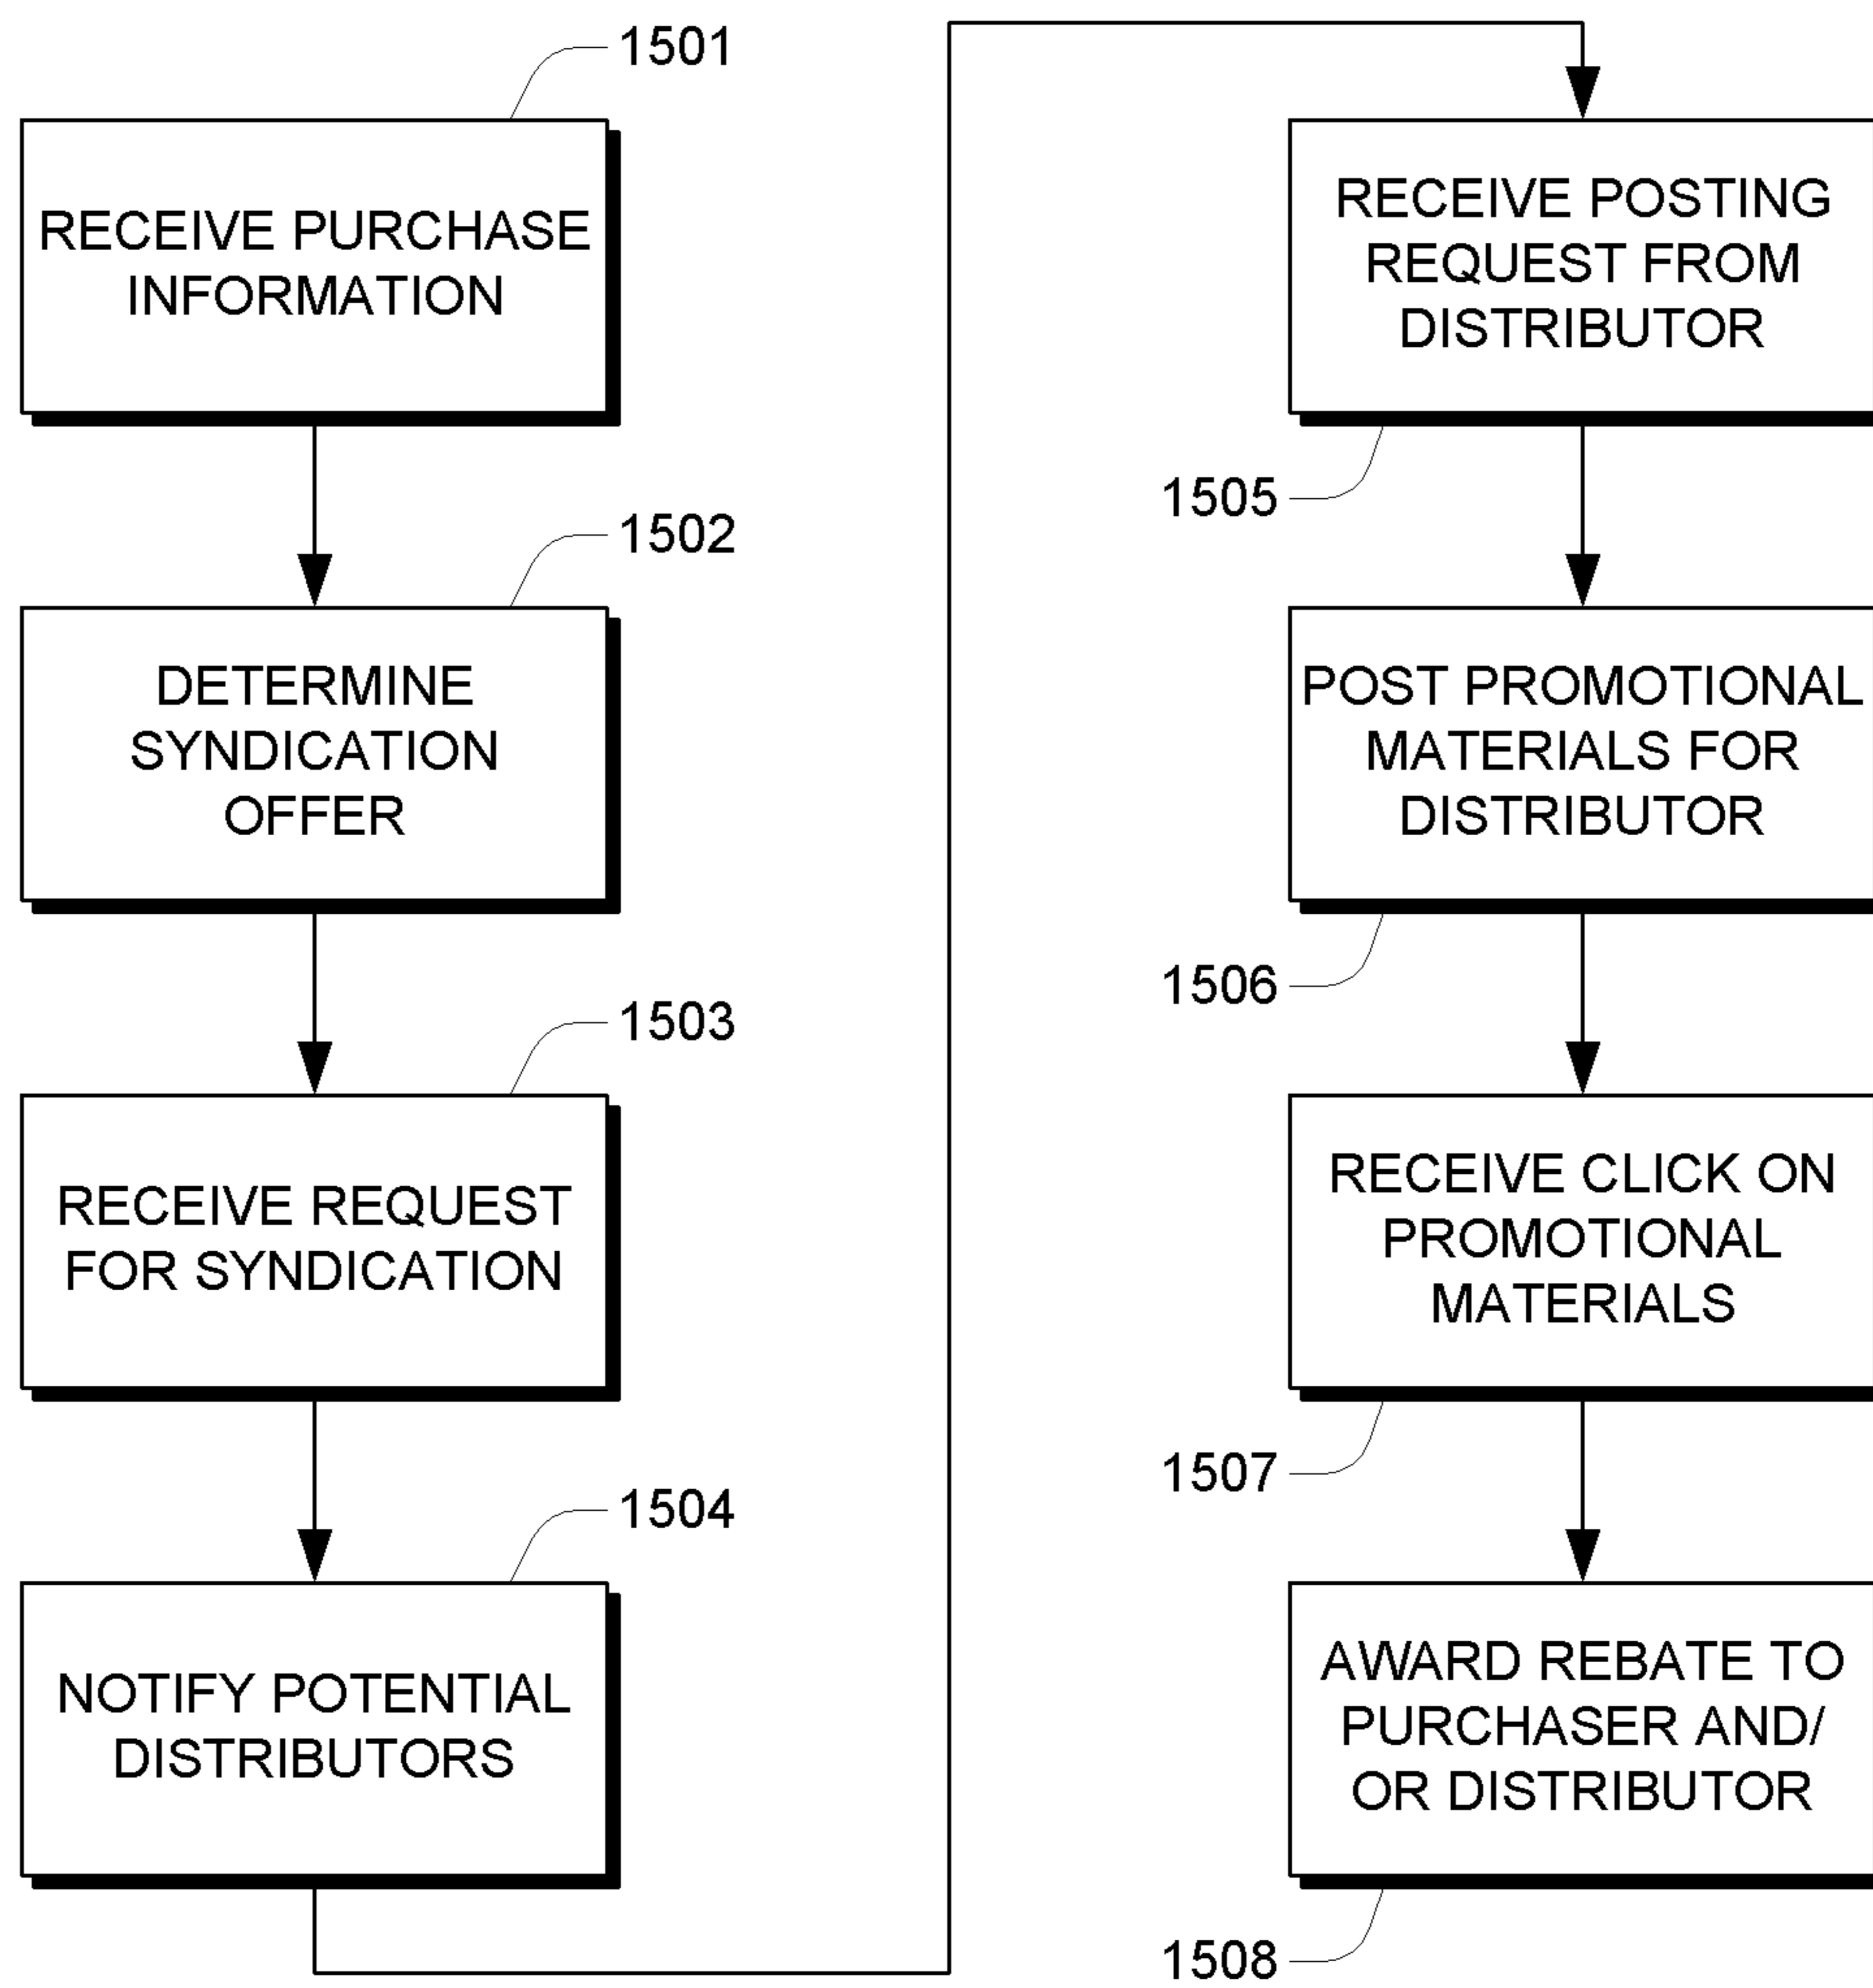 1501
RECEIVE PURCHASE
INFORMATION
1502
DETERMINE
SYNDICATION
OFFER
1503
RECEIVE REQUEST
FOR SYNDICATION
1504
NOTIFY POTENTIAL
DISTRIBUTORS
RECEIVE POSTING
REQUEST FROM
DISTRIBUTOR
1505
POST PROMOTIONAL
MATERIALS FOR
DISTRIBUTOR
1506
RECEIVE CLICK ON
PROMOTIONAL
MATERIALS
1507
AWARD REBATE TO
PURCHASER AND/
OR DISTRIBUTOR
1508